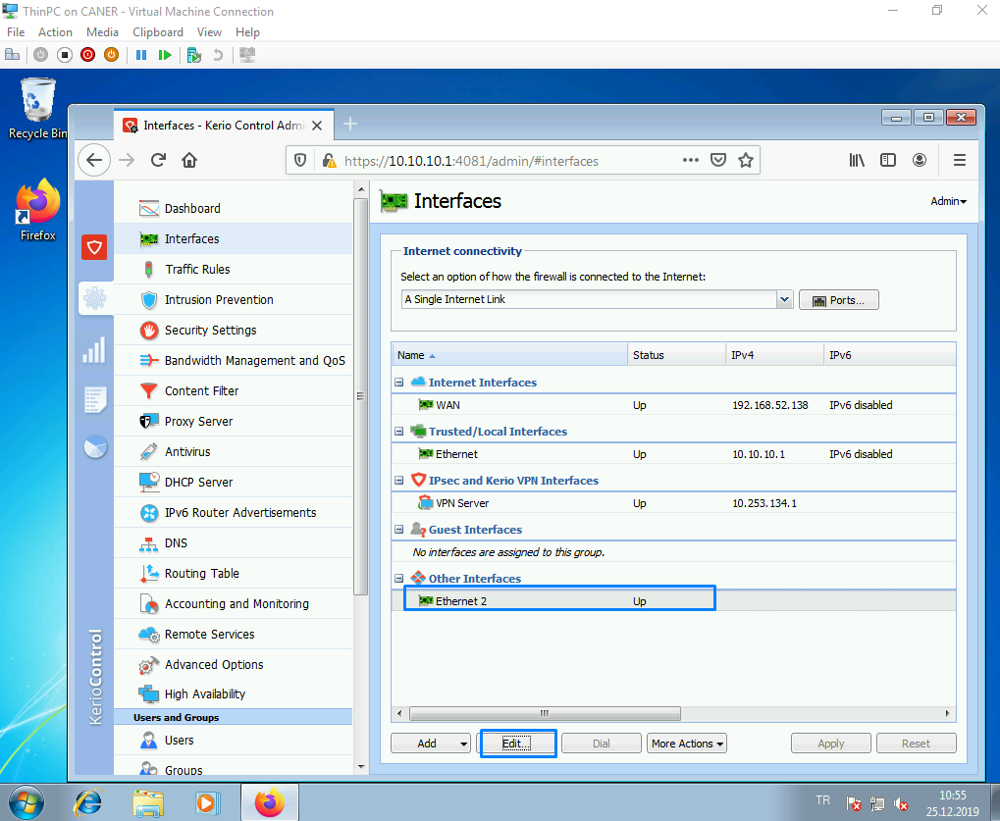 ThinPC on CANER - Virtual Machine Connection
File Action Media Clipboard View Help
Recycle Bin
Firefox
Interfaces - Kerio Control Admi
https://10.10.10.1:4081/admin/#interfaces
Dashboard
Interfaces
Traffic Rules
Intrusion Prevention
Security Settings
Bandwidth Management and QoS
Content Filter
Proxy Server
Antivirus
DHCP Server
IPv6 Router Advertisements
DNS
Routing Table
Accounting and Monitoring
Remote Services
Advanced Options
High Availability
Users and Groups
Users
Groups
KerioControl
Interfaces
Admin
Internet connectivity
Select an option of how the firewall is connected to the Internet:
A Single Internet Link Ports...
Name Status IPv4 IPv6
Internet Interfaces
WAN Up 192.168.52.138 IPv6 disabled
Trusted/Local Interfaces
Ethernet Up 10.10.10.1 IPv6 disabled
IPsec and Kerio VPN Interfaces
VPN Server Up 10.253.134.1
Guest Interfaces
No interfaces are assigned to this group.
Other Interfaces
Ethernet 2 Up
Add Edit... Dial More Actions Apply Reset
TR
10:55
25.12.2019